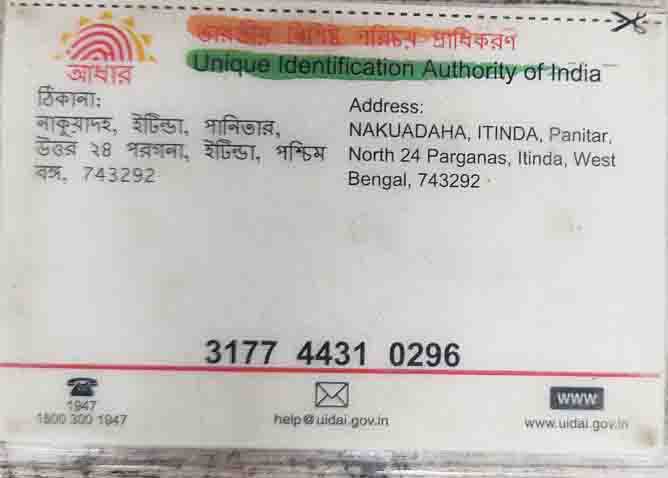 ভারতীয় বিশিষ্ট পরিচয় প্রাধিকরণ
Unique Identification Authority of India
আধার
ঠিকানা:
নাকুয়াদহ, ইটিন্ডা, পানিতার,
উত্তর ২৪ পরগনা, ইটিন্ডা, পশ্চিম
বঙ্গ, 743292
Address:
NAKUADAHA, ITINDA, Panitar,
North 24 Parganas, Itinda, West
Bengal, 743292
3177 4431 0296
1947
1800 300 1947
help@uidai.gov.in
WWW
www.uidai.gov.in